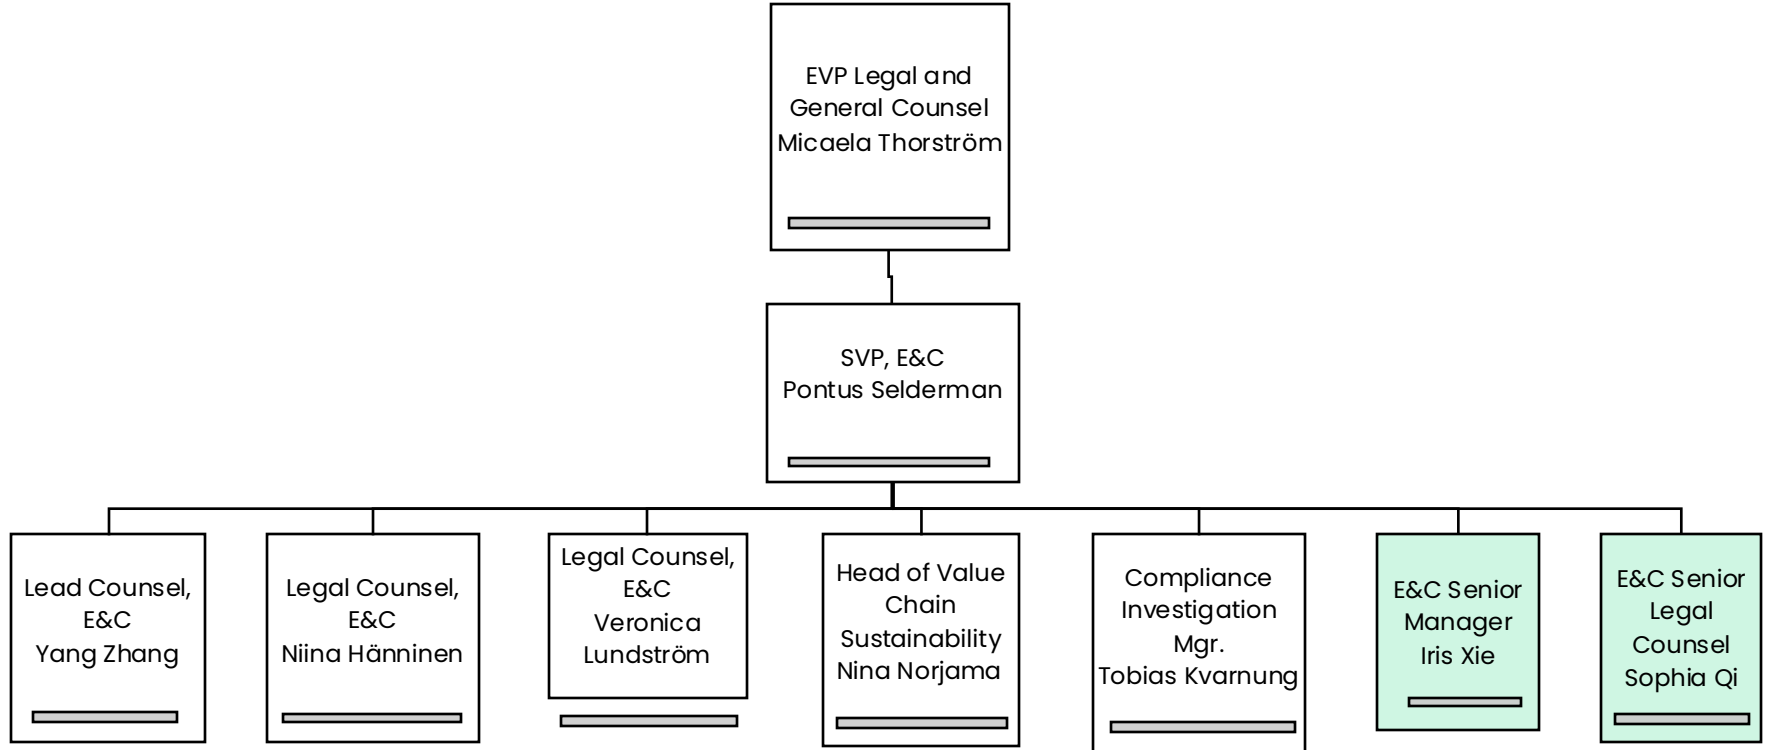 EVP Legal and
General Counsel
Micaela Thorström
SVP, E&C
Pontus Selderman
Lead Counsel,
E&C
Yang Zhang
Legal Counsel,
E&C
Niina Hänninen
Legal Counsel,
E&C
Veronica
Lundström
Head of Value
Chain
Sustainability
Nina Norjama
Compliance
Investigation
Mgr.
Tobias Kvarnung
E&C Senior
Manager
Iris Xie
E&C Senior
Legal
Counsel
Sophia Qi